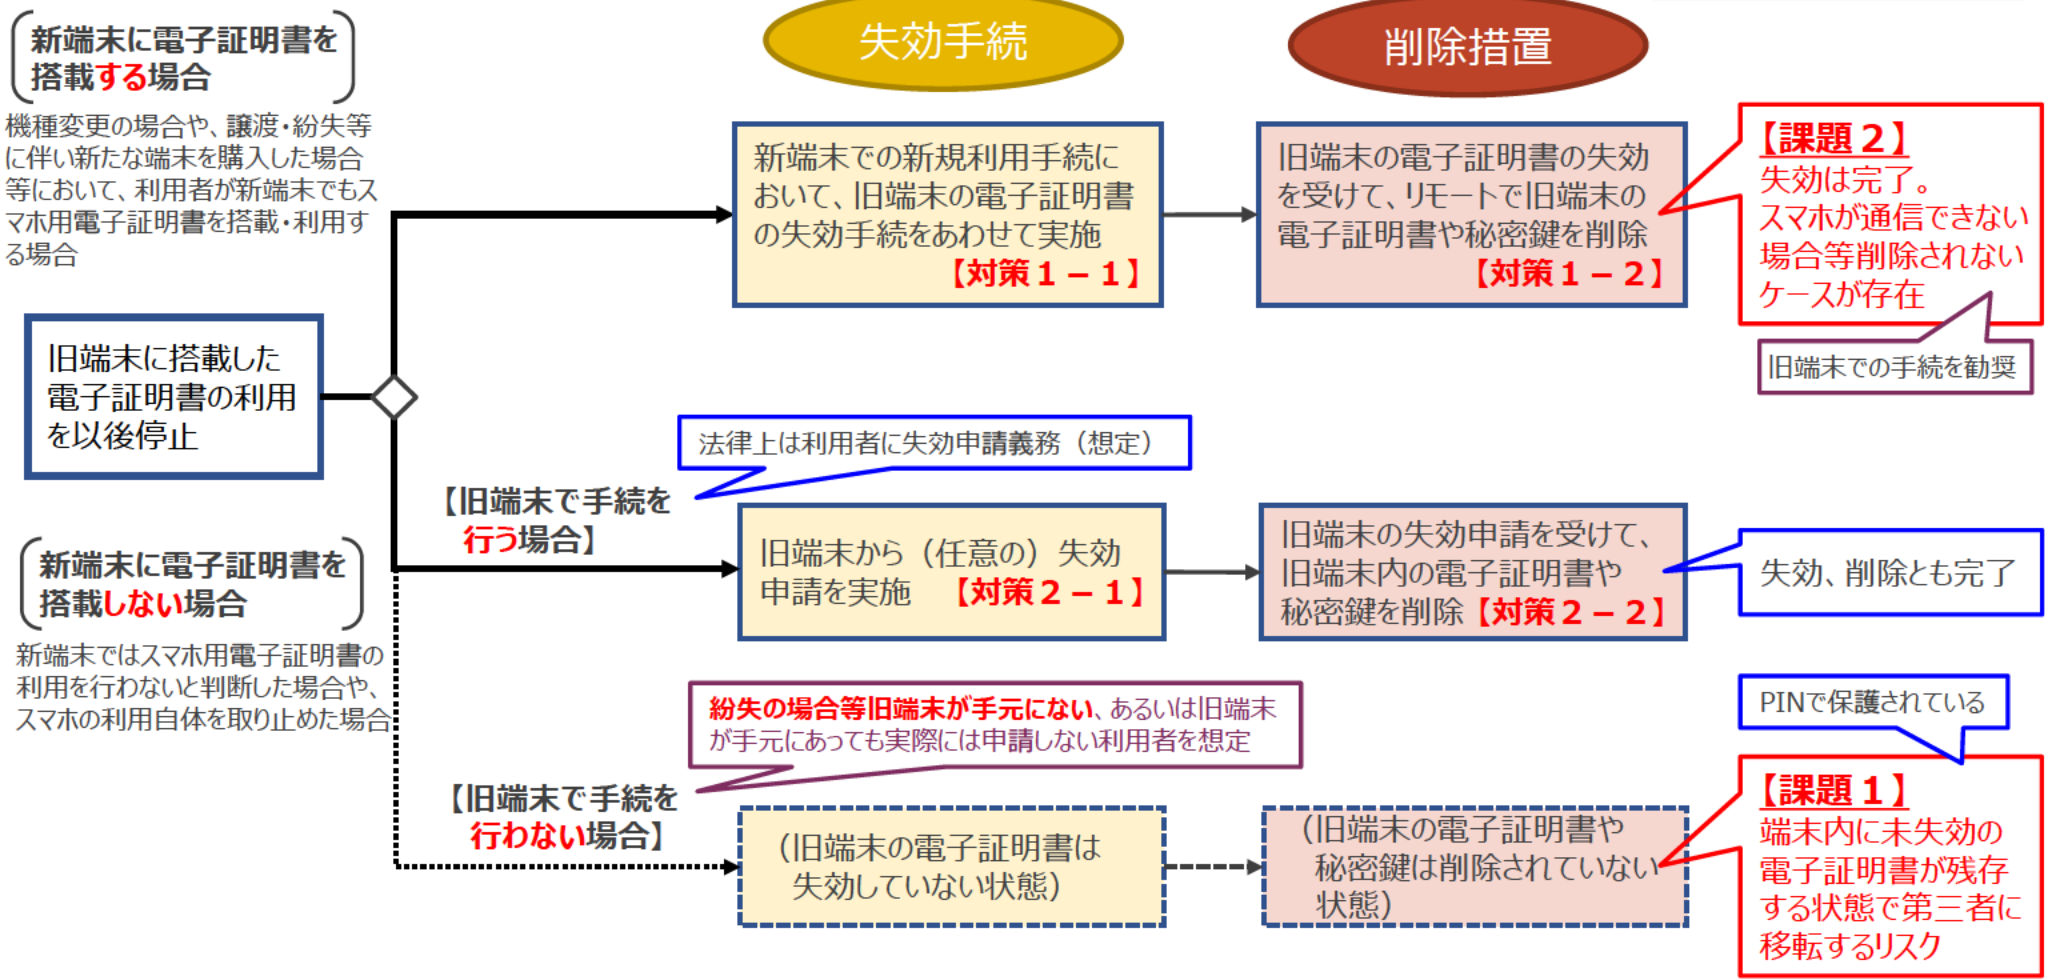 新端末に電子証明書を
搭載する場合
機種変更の場合や、譲渡・紛失等
に伴い新たな端末を購入した場合
等において、利用者が新端末でもス
マホ用電子証明書を搭載・利用す
る場合
旧端末に搭載した
電子証明書の利用
を以後停止
新端末に電子証明書を
搭載しない場合
新端末ではスマホ用電子証明書の
利用を行わないと判断した場合や、
スマホの利用自体を取り止めた場合
失効手続
削除措置
新端末での新規利用手続に
おいて、旧端末の電子証明書
の失効手続をあわせて実施
【対策１－１】
旧端末の電子証明書の失効
を受けて、リモートで旧端末の
電子証明書や秘密鍵を削除
【対策１－２】
【課題２】
失効は完了。
スマホが通信できない
場合等削除されない
ケースが存在
旧端末での手続を勧奨
法律上は利用者に失効申請義務（想定）
【旧端末で手続を
行う場合】
旧端末から（任意の）失効
申請を実施　【対策２－１】
旧端末の失効申請を受けて、
旧端末内の電子証明書や
秘密鍵を削除【対策２－２】
失効、削除とも完了
紛失の場合等旧端末が手元にない、あるいは旧端末
が手元にあっても実際には申請しない利用者を想定
【旧端末で手続を
行わない場合】
（旧端末の電子証明書は
失効していない状態）
（旧端末の電子証明書や
秘密鍵は削除されていない
状態）
PINで保護されている
【課題１】
端末内に未失効の
電子証明書が残存
する状態で第三者に
移転するリスク